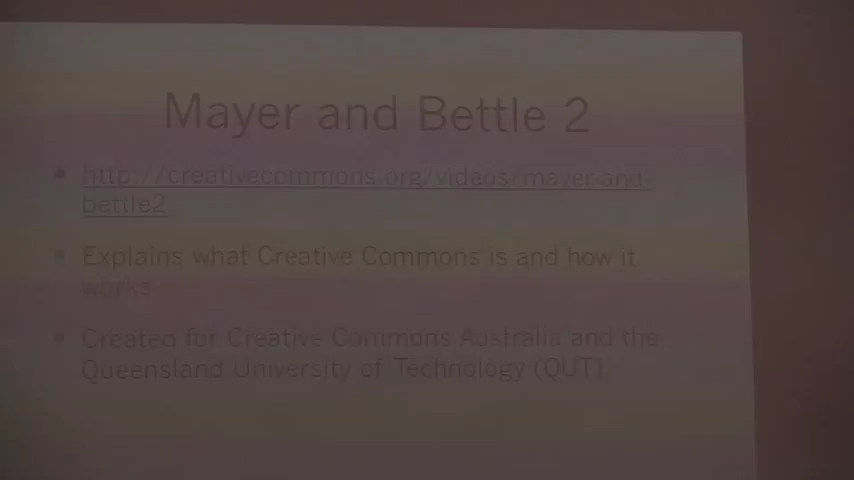 Mayer and Bettle 2
http://creativecommons.org/videos/mayer-and-
bettle2
Explains what Creative Commons is and how it
works
Created for Creative Commons Australia and the
Queensland University of Technology (QUT)